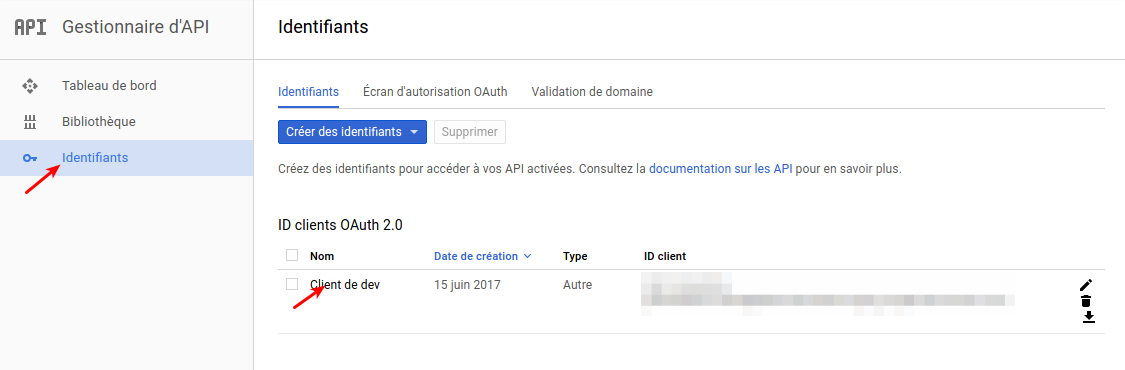 API Gestionnaire d'API
Identifiants
Tableau de bord
Bibliothèque
Identifiants
Identifiants Écran d'autorisation OAuth Validation de domaine
Créer des identifiants Supprimer
Créez des identifiants pour accéder à vos API activées. Consultez la documentation sur les API pour en savoir plus.
ID clients OAuth 2.0
Nom Date de création Type ID client
Client de dev 15 juin 2017 Autre